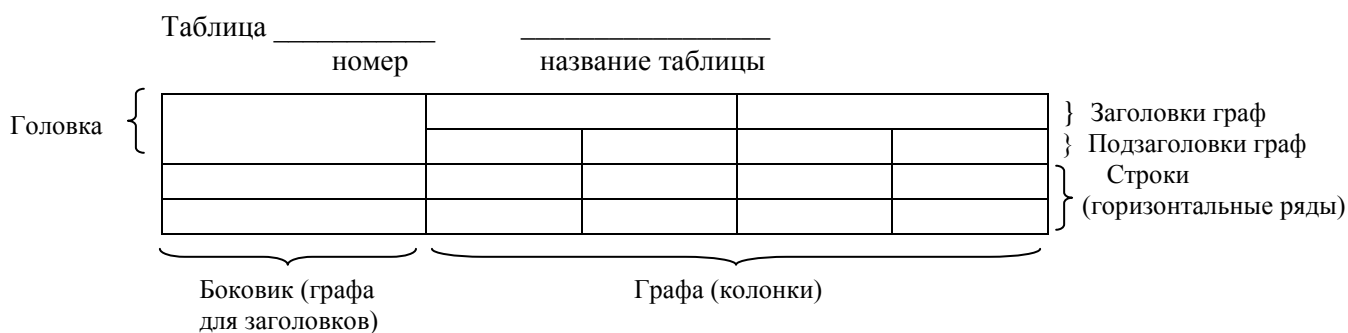 Таблица ___________ _________________
номер название таблицы
Головка
} Заголовки граф
} Подзаголовки граф
Строки
(горизонтальные ряды)
Боковик (графа
для заголовков)
Графа (колонки)